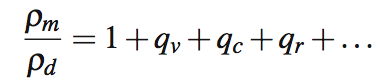 ρ_m / ρ_d = 1 + q_v + q_c + q_r + …